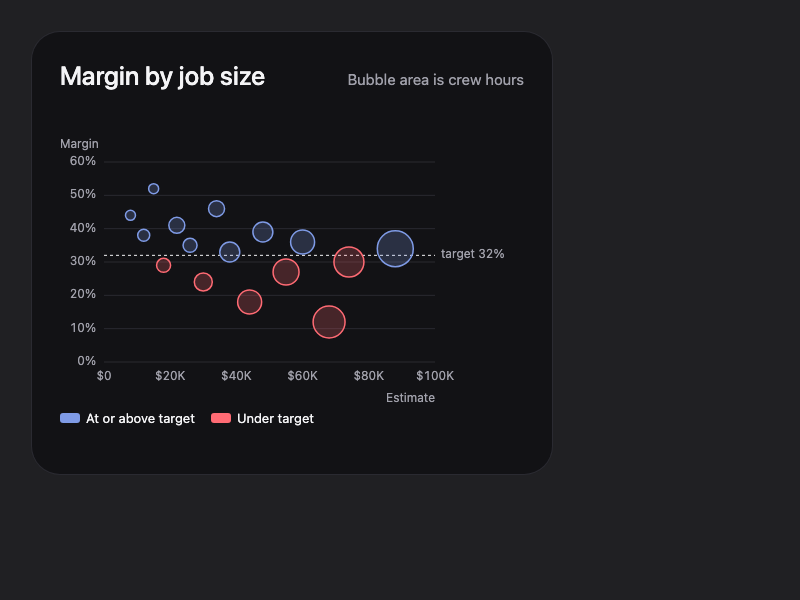 Margin by job size
Bubble area is crew hours
Margin
60%
50%
40%
30%
20%
10%
0%
target 32%
$0 $20K $40K $60K $80K $100K
Estimate
At or above target Under target